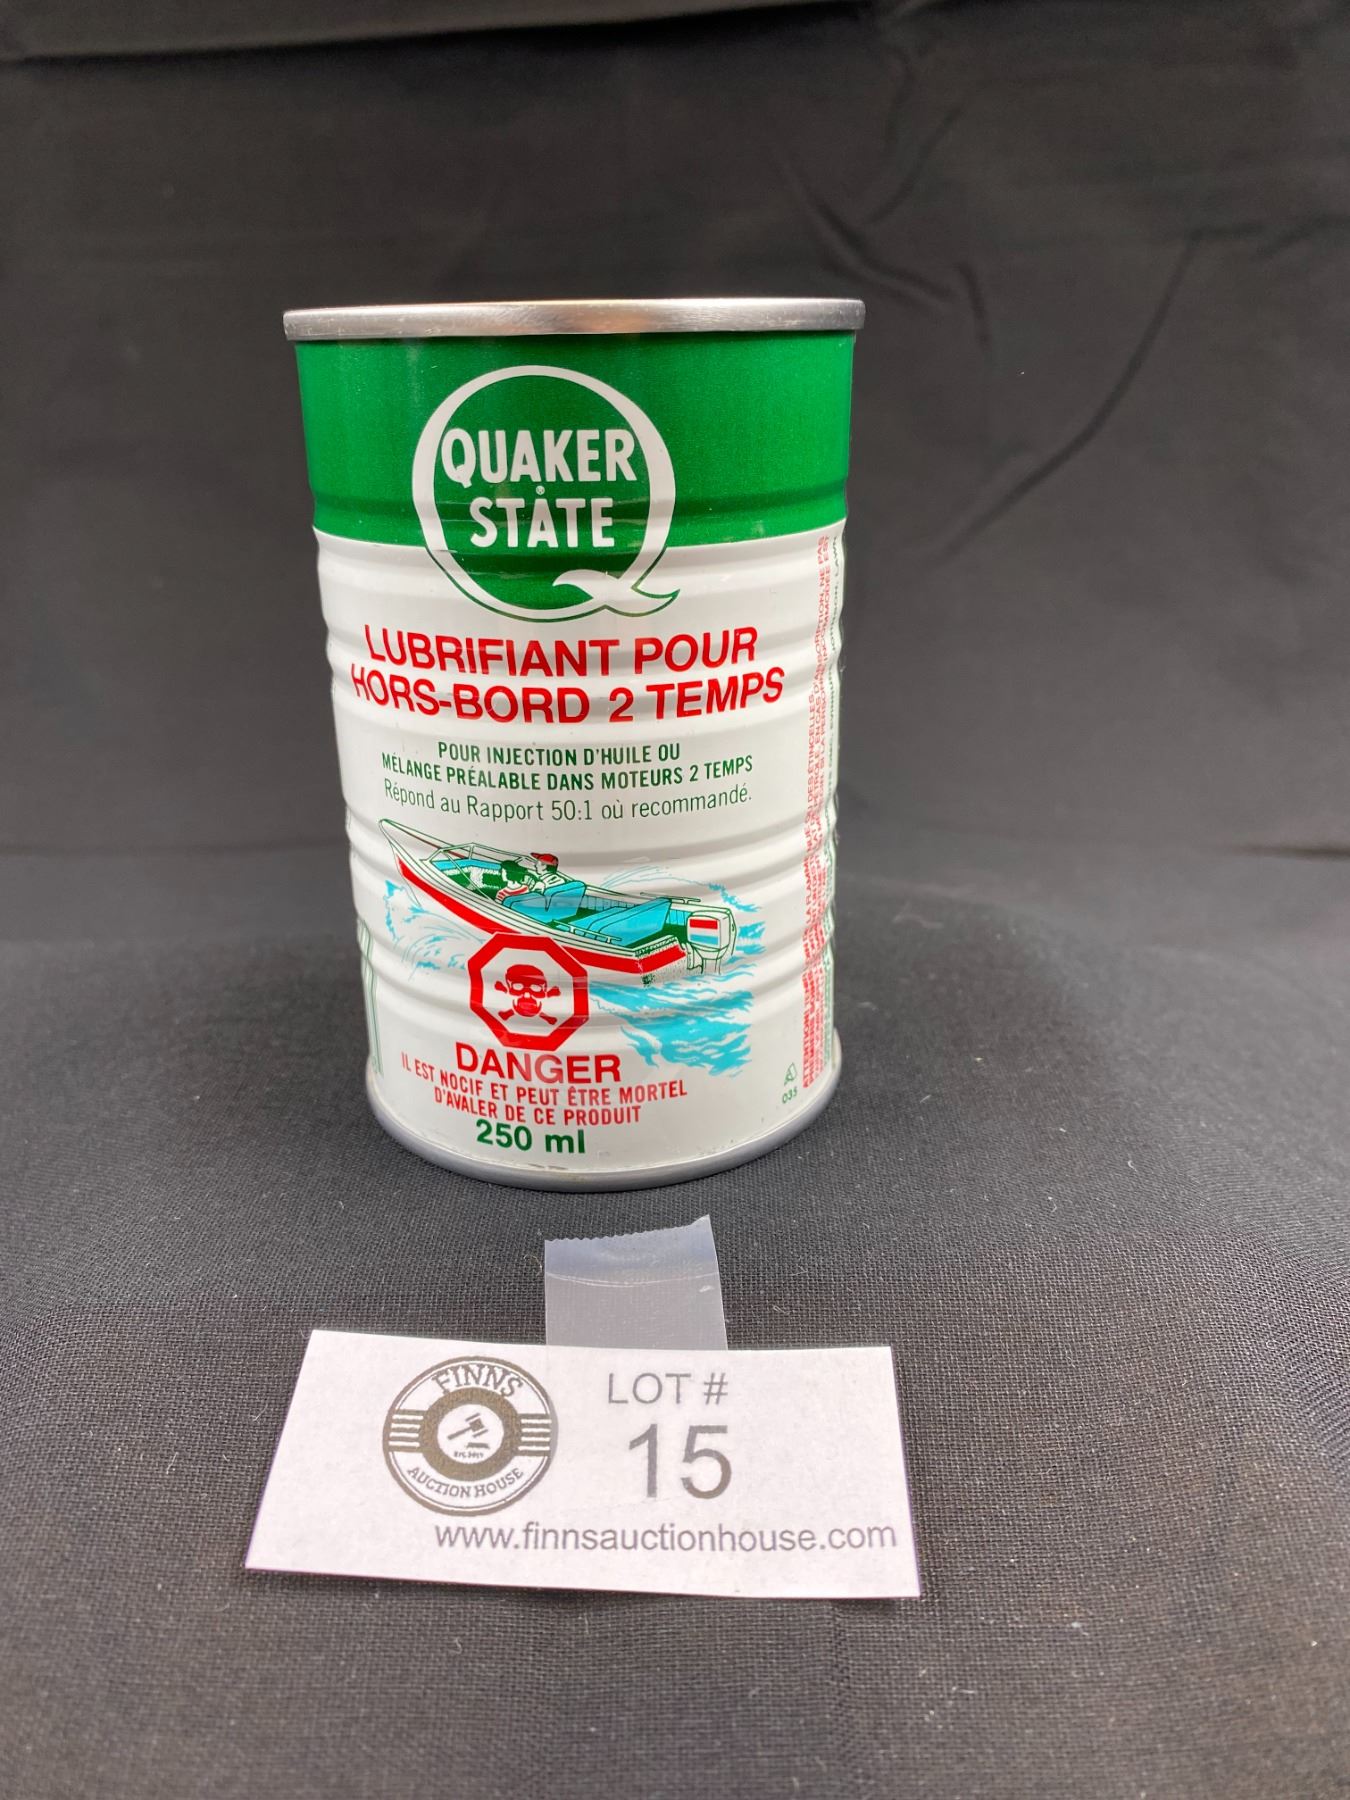 QUAKER
STATE
®
LUBRIFIANT POUR
HORS-BORD 2 TEMPS
POUR INJECTION D'HUILE OU
MÉLANGE PRÉALABLE DANS MOTEURS 2 TEMPS
Répond au Rapport 50:1 où recommandé.
DANGER
IL EST NOCIF ET PEUT ÊTRE MORTEL
D'AVALER DE CE PRODUIT
250 ml
035
FINNS
AUCTION HOUSE
LOT #
15
www.finnsauctionhouse.com